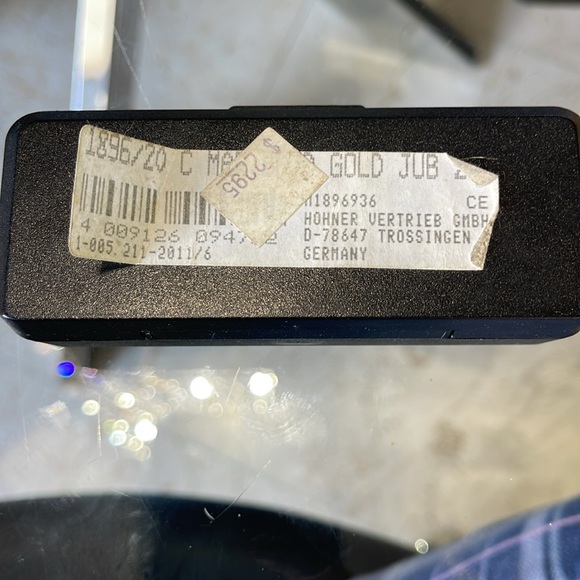 1896/20 C GOLD JUB
$ 2295
M1896936 CE
HOHNER VERTRIEB GMBH
4 009126 094
D-78647 TROSSINGEN
1-005.211-2011/6
GERMANY